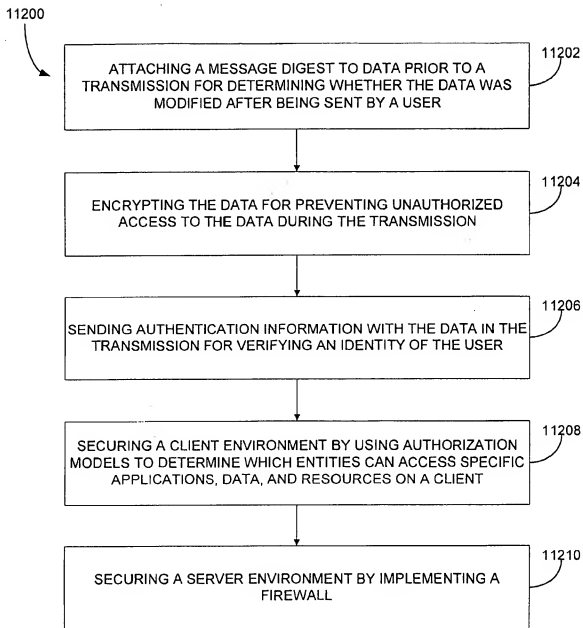 11200
11202
ATTACHING A MESSAGE DIGEST TO DATA PRIOR TO A
TRANSMISSION FOR DETERMINING WHETHER THE DATA WAS
MODIFIED AFTER BEING SENT BY A USER
11204
ENCRYPTING THE DATA FOR PREVENTING UNAUTHORIZED
ACCESS TO THE DATA DURING THE TRANSMISSION
11206
SENDING AUTHENTICATION INFORMATION WITH THE DATA IN THE
TRANSMISSION FOR VERIFYING AN IDENTITY OF THE USER
11208
SECURING A CLIENT ENVIRONMENT BY USING AUTHORIZATION
MODELS TO DETERMINE WHICH ENTITIES CAN ACCESS SPECIFIC
APPLICATIONS, DATA, AND RESOURCES ON A CLIENT
11210
SECURING A SERVER ENVIRONMENT BY IMPLEMENTING A
FIREWALL